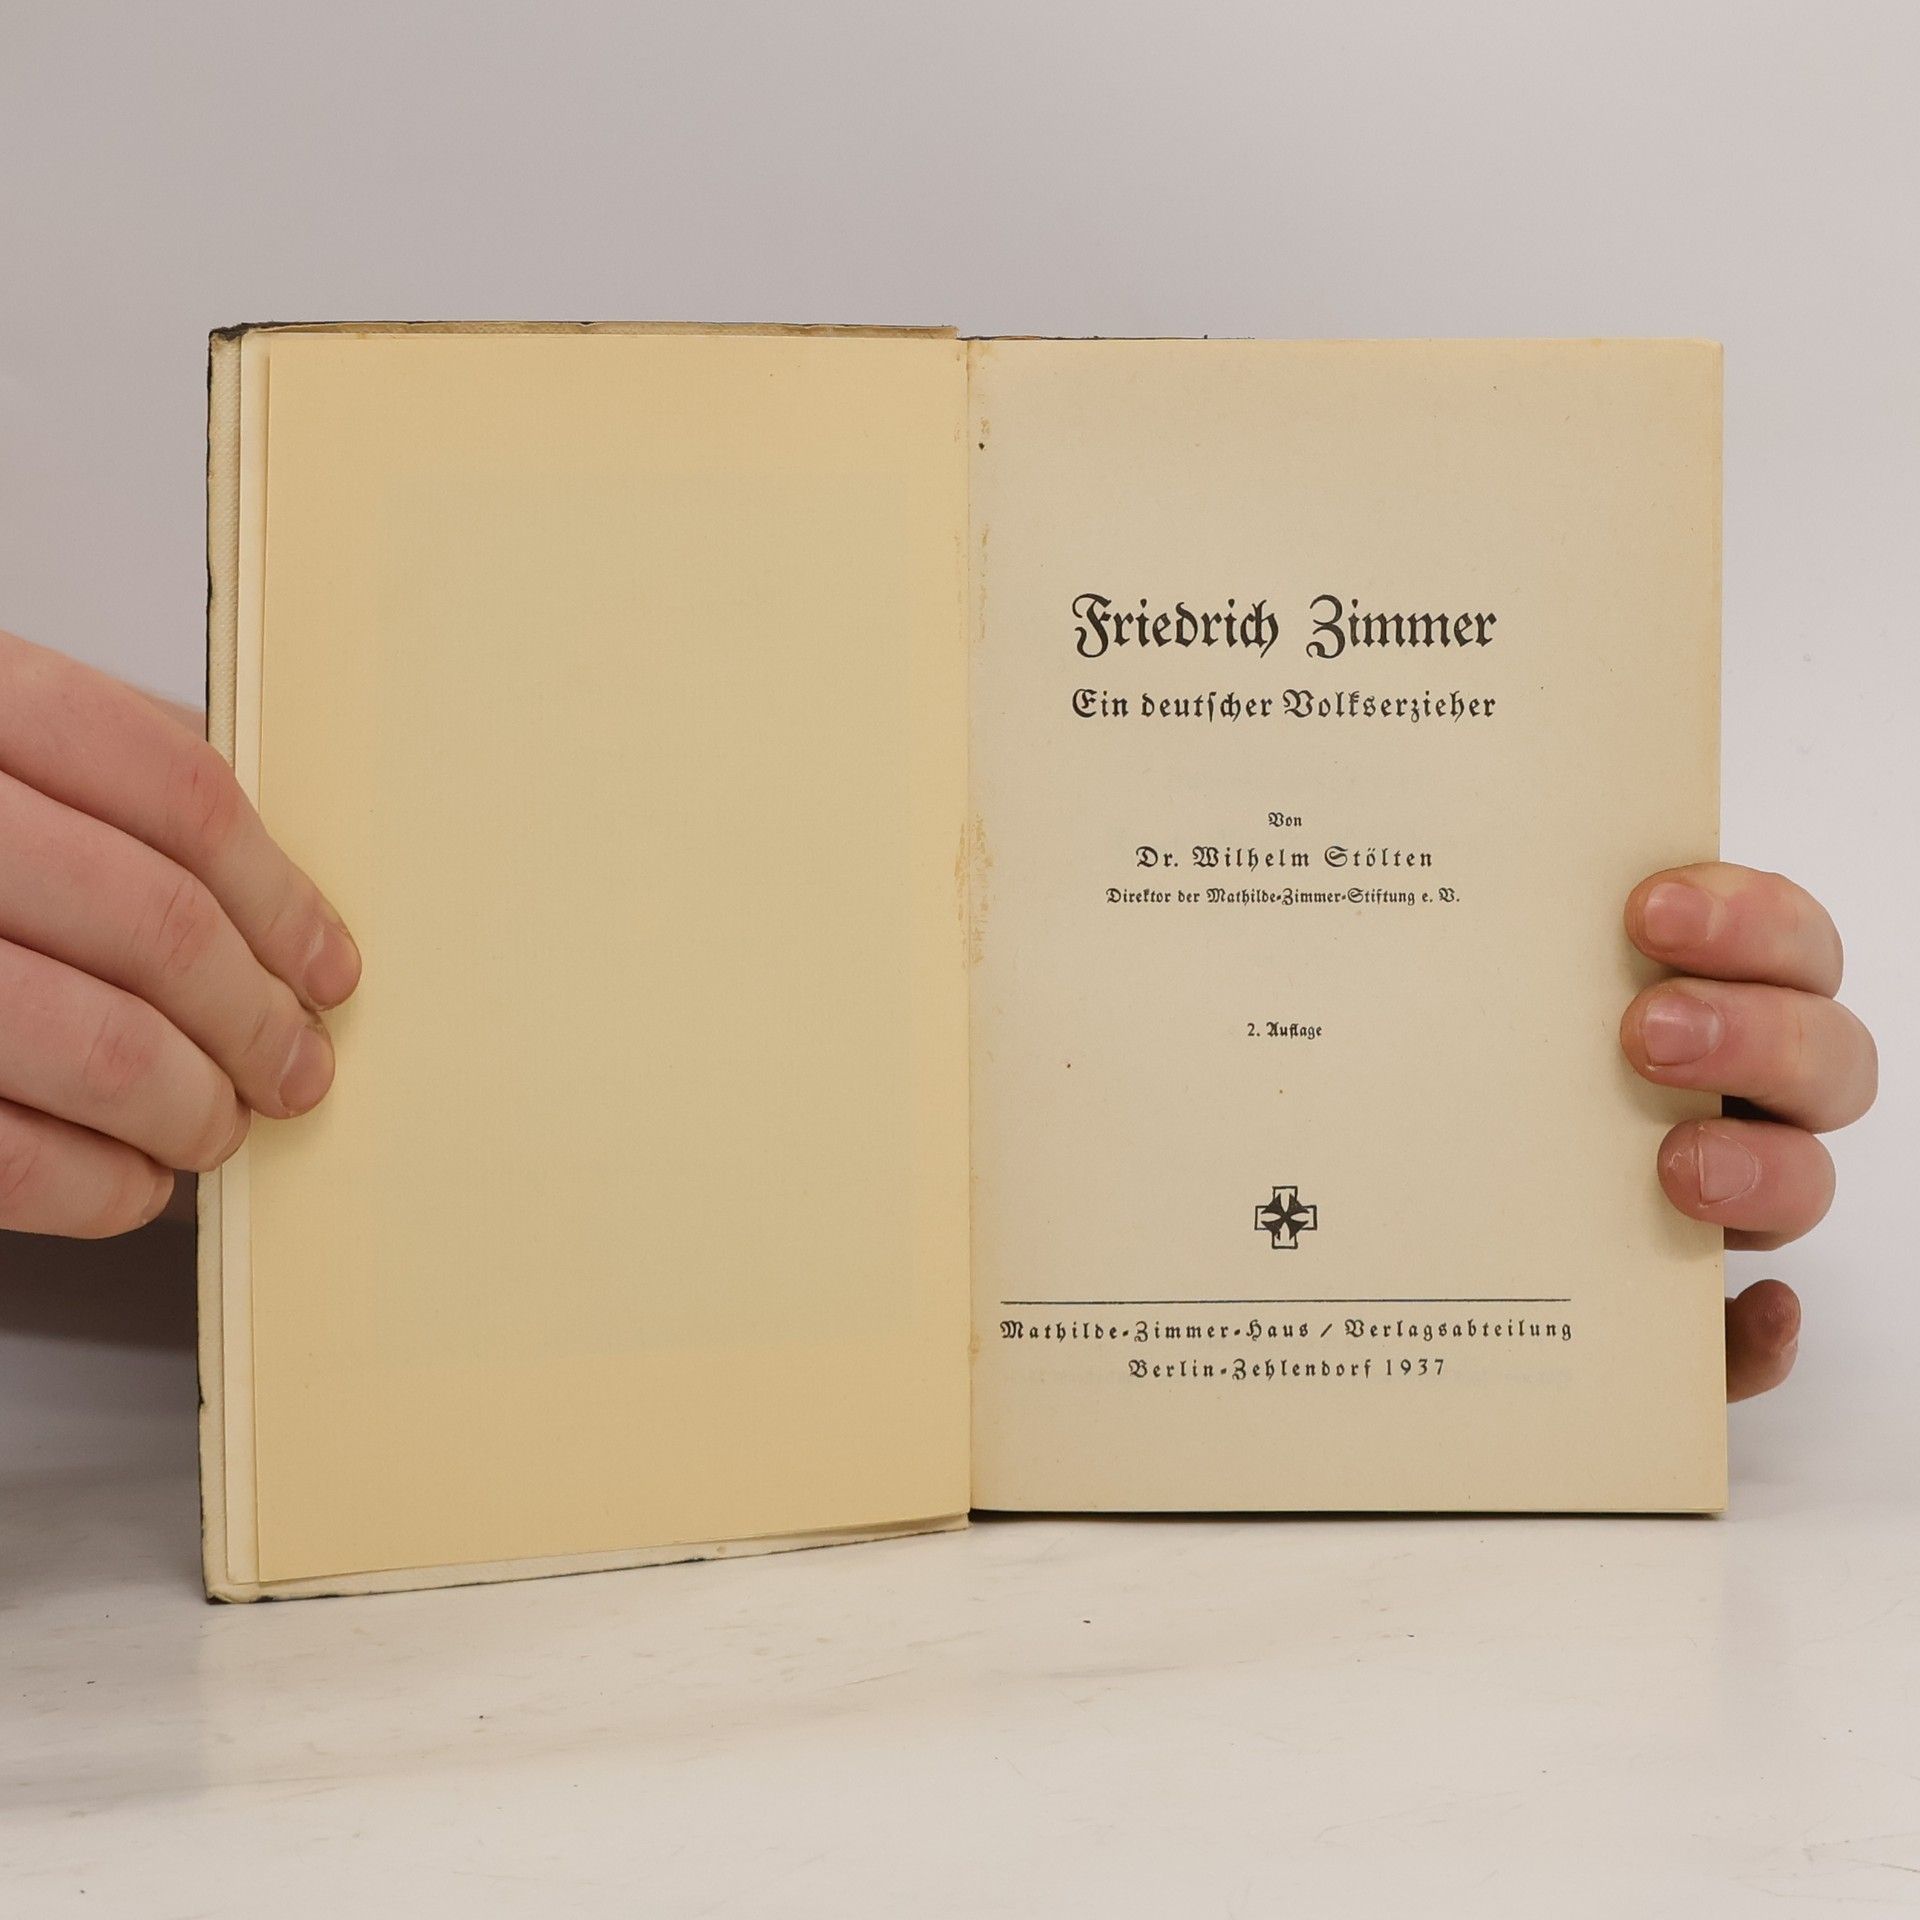 Friedrich Zimmer
Ein deutſcher Volkserzieher
Von
Dr. Wilhelm Stölten
Direktor der Mathilde-Zimmer-Stiftung e. V.
2. Auflage
Mathilde-Zimmer-Haus / Verlagsabteilung
Berlin-Zehlendorf 1937